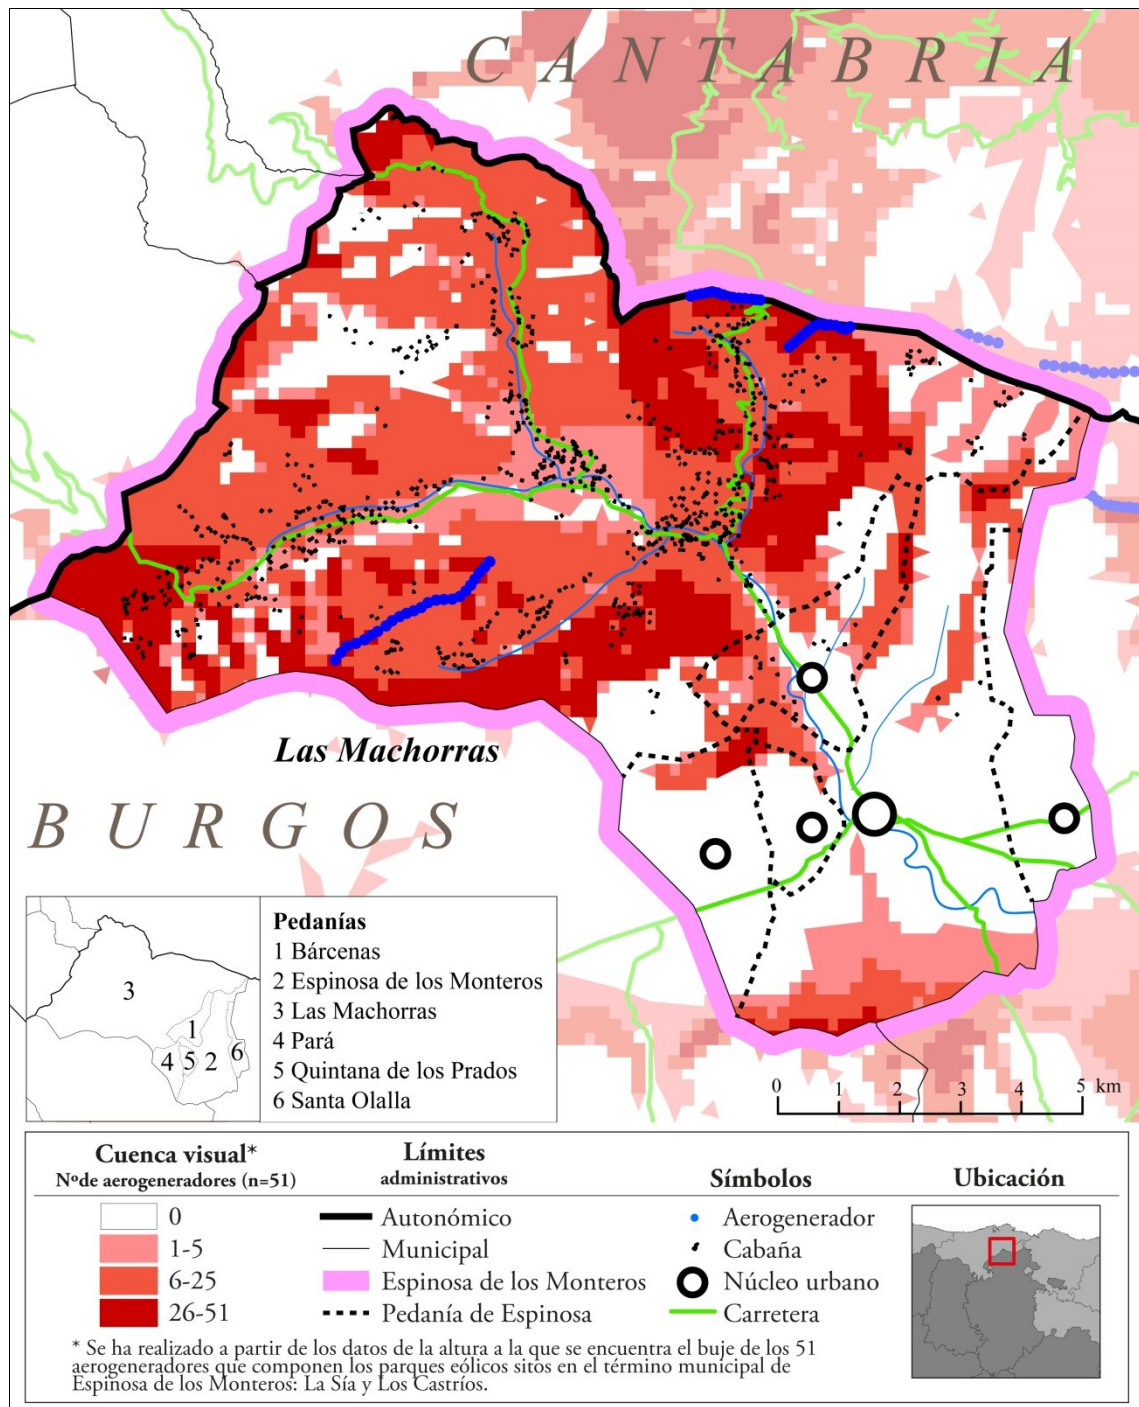 CANTABRIA
Las Machorras
BURGOS
3
1
4
5
2
6
Pedanías
1 Bárcenas
2 Espinosa de los Monteros
3 Las Machorras
4 Pará
5 Quintana de los Prados
6 Santa Olalla
0 1 2 3 4 5 km
Cuenca visual*
Nºde aerogeneradores (n=51)
0
1-5
6-25
26-51
Límites
administrativos
Autonómico
Municipal
Espinosa de los Monteros
Pedanía de Espinosa
Símbolos
Aerogenerador
Cabaña
Núcleo urbano
Carretera
Ubicación
* Se ha realizado a partir de los datos de la altura a la que se encuentra el buje de los 51
aerogeneradores que componen los parques eólicos sitos en el término municipal de
Espinosa de los Monteros: La Sía y Los Castríos.